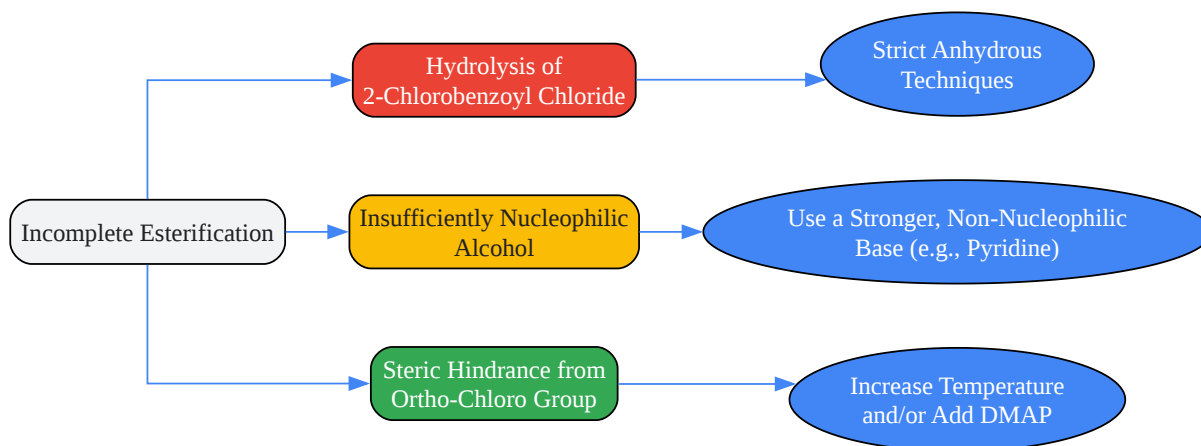 Incomplete Esterification
Hydrolysis of
2-Chlorobenzoyl Chloride
Strict Anhydrous
Techniques
Insufficiently Nucleophilic
Alcohol
Use a Stronger, Non-Nucleophilic
Base (e.g., Pyridine)
Steric Hindrance from
Ortho-Chloro Group
Increase Temperature
and/or Add DMAP